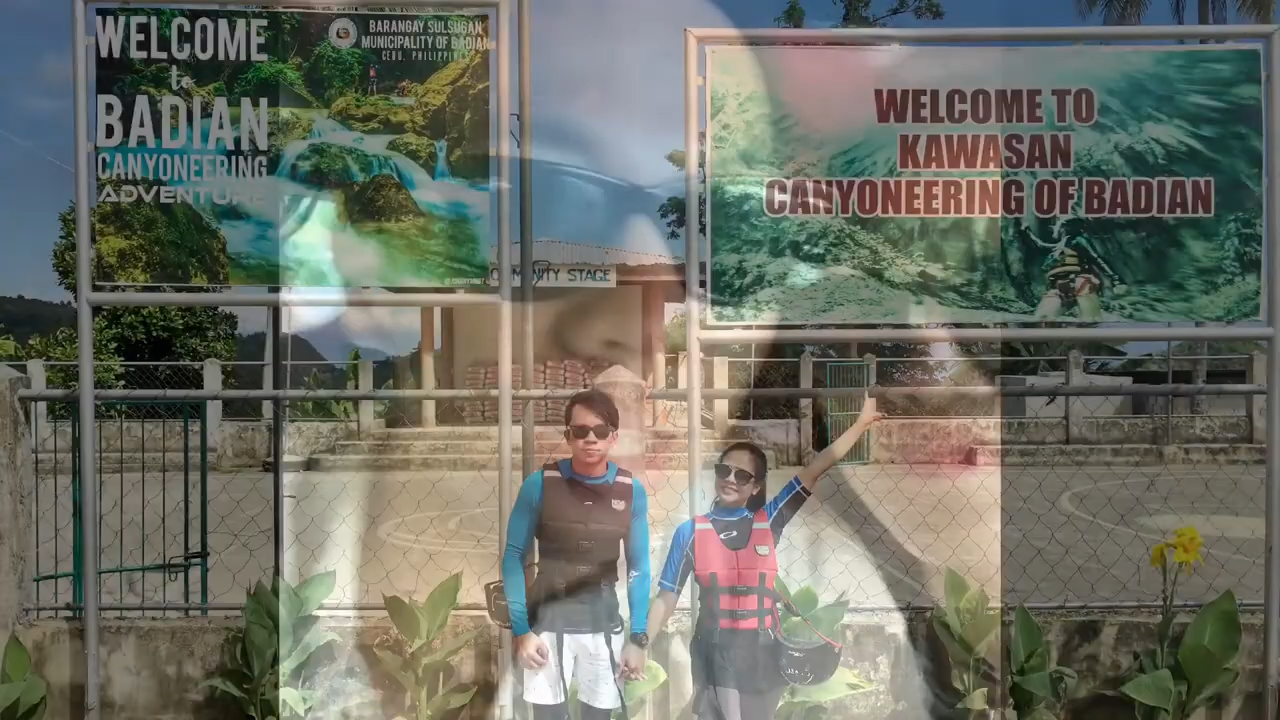 WELCOME
to
BADIAN
CANYONEERING
ADVENTURE
BARANGAY SULSUGAN
MUNICIPALITY OF BADIAN
CEBU, PHILIPPINES
WELCOME TO
KAWASAN
CANYONEERING OF BADIAN
COMMUNITY STAGE